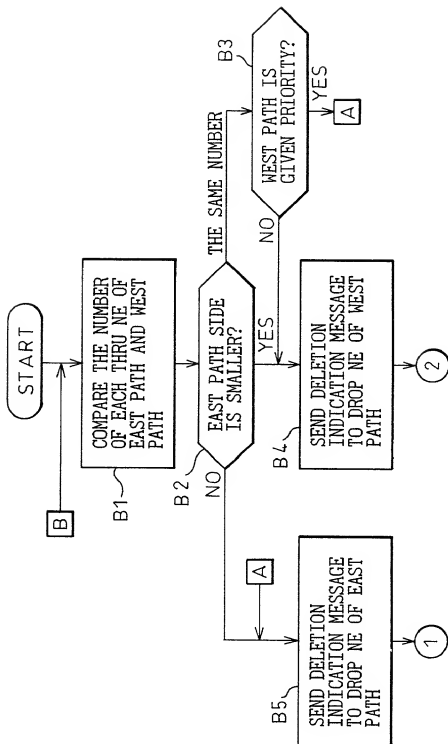 START
B
COMPARE THE NUMBER
OF EACH THRU NE OF
EAST PATH AND WEST
PATH
B1
EAST PATH SIDE
IS SMALLER?
B2
THE SAME NUMBER
NO
YES
B3
WEST PATH IS
GIVEN PRIORITY?
NO
YES
A
A
SEND DELETION
INDICATION MESSAGE
TO DROP NE OF WEST
PATH
B4
2
SEND DELETION
INDICATION MESSAGE
TO DROP NE OF EAST
PATH
B5
1